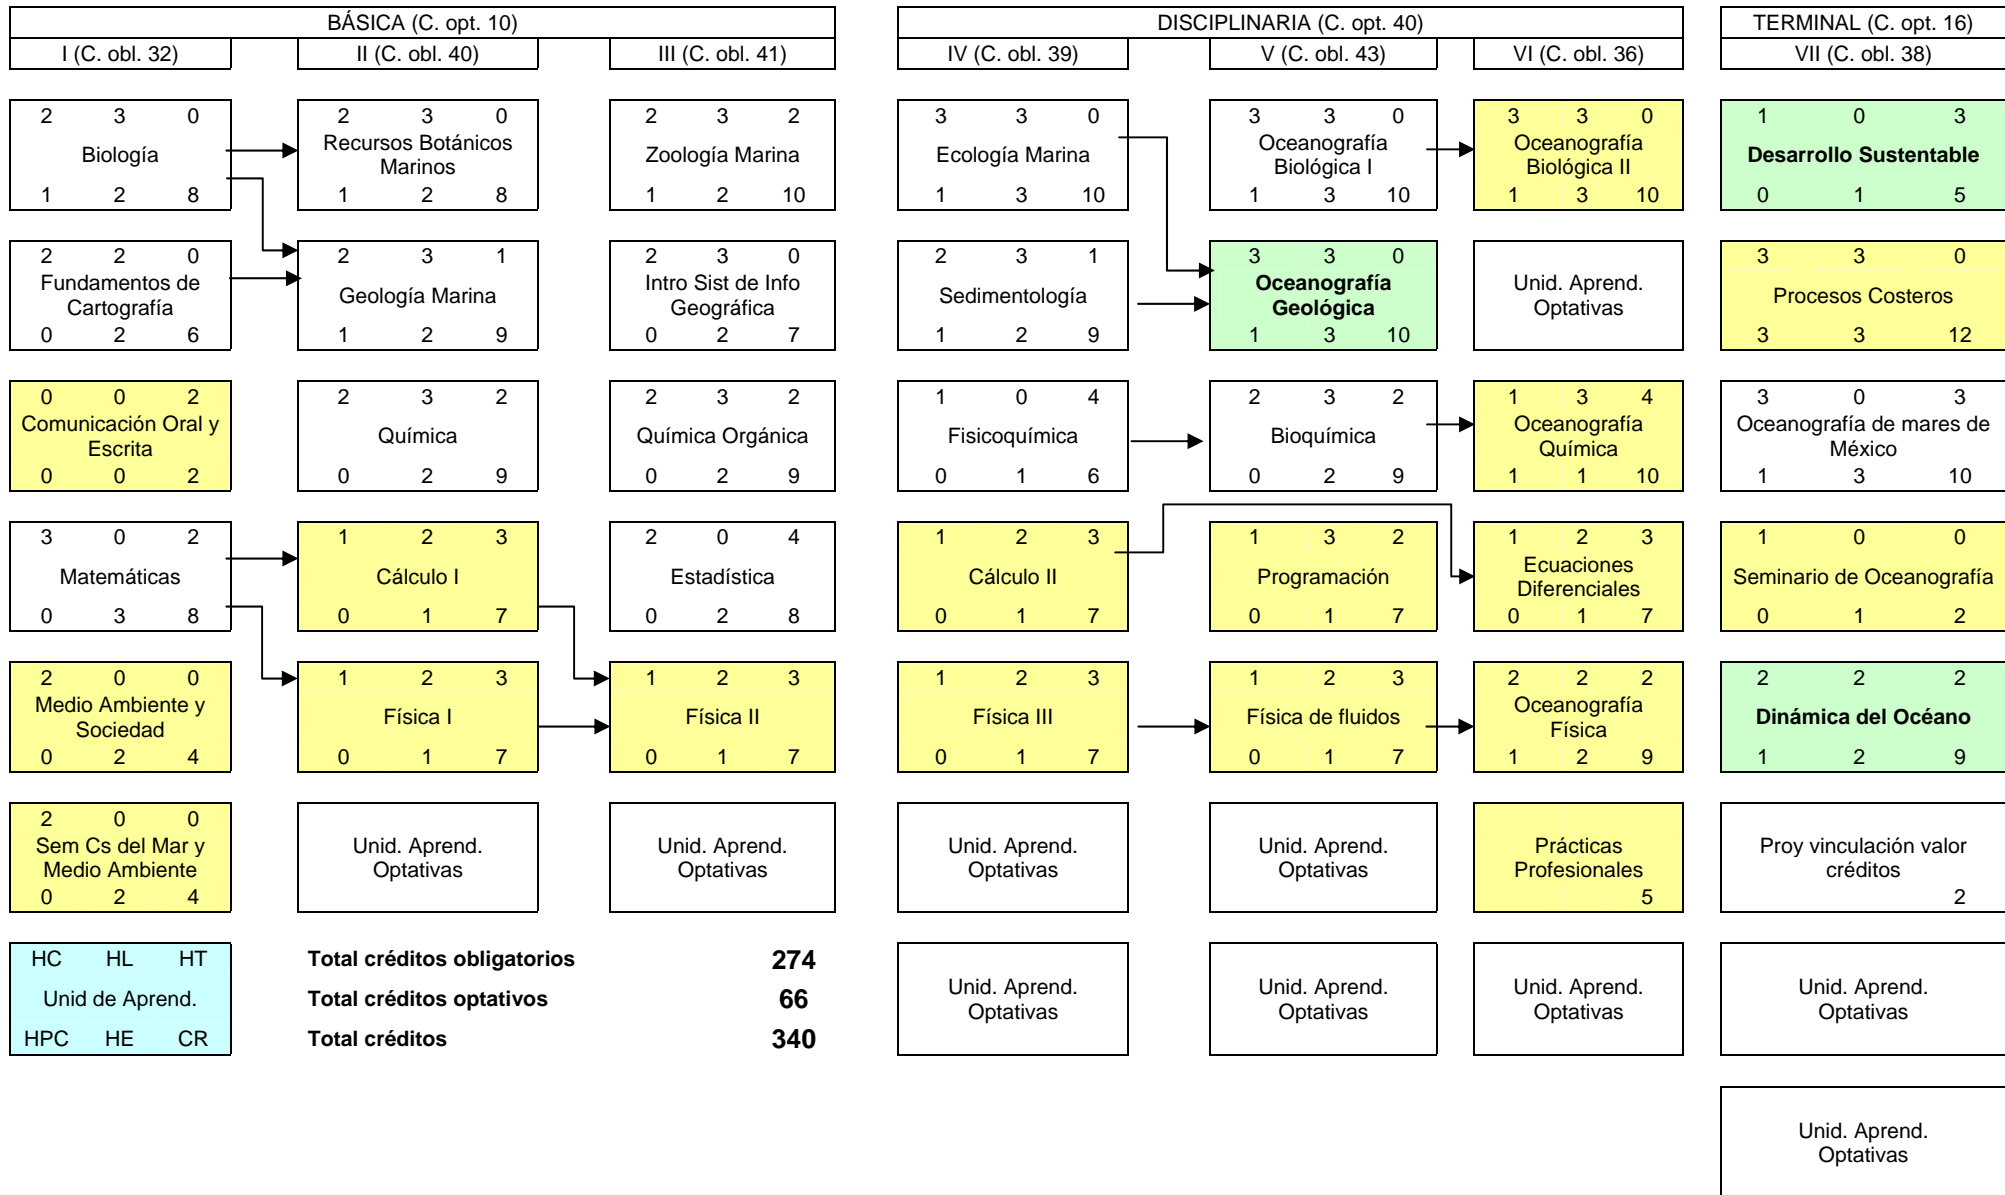 BÁSICA (C. opt. 10)
DISCIPLINARIA (C. opt. 40)
TERMINAL (C. opt. 16)
I (C. obl. 32)
II (C. obl. 40)
III (C. obl. 41)
IV (C. obl. 39)
V (C. obl. 43)
VI (C. obl. 36)
VII (C. obl. 38)
2 3 0
Biología
1 2 8
2 3 0
Recursos Botánicos
Marinos
1 2 8
2 3 2
Zoología Marina
1 2 10
3 3 0
Ecología Marina
1 3 10
3 3 0
Oceanografía
Biológica I
1 3 10
3 3 0
Oceanografía
Biológica II
1 3 10
1 0 3
Desarrollo Sustentable
0 1 5
2 2 0
Fundamentos de
Cartografía
0 2 6
2 3 1
Geología Marina
1 2 9
2 3 0
Intro Sist de Info
Geográfica
0 2 7
2 3 1
Sedimentología
1 2 9
3 3 0
Oceanografía
Geológica
1 3 10
Unid. Aprend.
Optativas
3 3 0
Procesos Costeros
3 3 12
0 0 2
Comunicación Oral y
Escrita
0 0 2
2 3 2
Química
0 2 9
2 3 2
Química Orgánica
0 2 9
1 0 4
Fisicoquímica
0 1 6
2 3 2
Bioquímica
0 2 9
1 3 4
Oceanografía
Química
1 1 10
3 0 3
Oceanografía de mares de
México
1 3 10
3 0 2
Matemáticas
0 3 8
1 2 3
Cálculo I
0 1 7
2 0 4
Estadística
0 2 8
1 2 3
Cálculo II
0 1 7
1 3 2
Programación
0 1 7
1 2 3
Ecuaciones
Diferenciales
0 1 7
1 0 0
Seminario de Oceanografía
0 1 2
2 0 0
Medio Ambiente y
Sociedad
0 2 4
1 2 3
Física I
0 1 7
1 2 3
Física II
0 1 7
1 2 3
Física III
0 1 7
1 2 3
Física de fluidos
0 1 7
2 2 2
Oceanografía
Física
1 2 9
2 2 2
Dinámica del Océano
1 2 9
2 0 0
Sem Cs del Mar y
Medio Ambiente
0 2 4
Unid. Aprend.
Optativas
Unid. Aprend.
Optativas
Unid. Aprend.
Optativas
Unid. Aprend.
Optativas
Prácticas
Profesionales
5
Proy vinculación valor
créditos
2
HC HL HT
Unid de Aprend.
HPC HE CR
Total créditos obligatorios 274
Total créditos optativos 66
Total créditos 340
Unid. Aprend.
Optativas
Unid. Aprend.
Optativas
Unid. Aprend.
Optativas
Unid. Aprend.
Optativas
Unid. Aprend.
Optativas